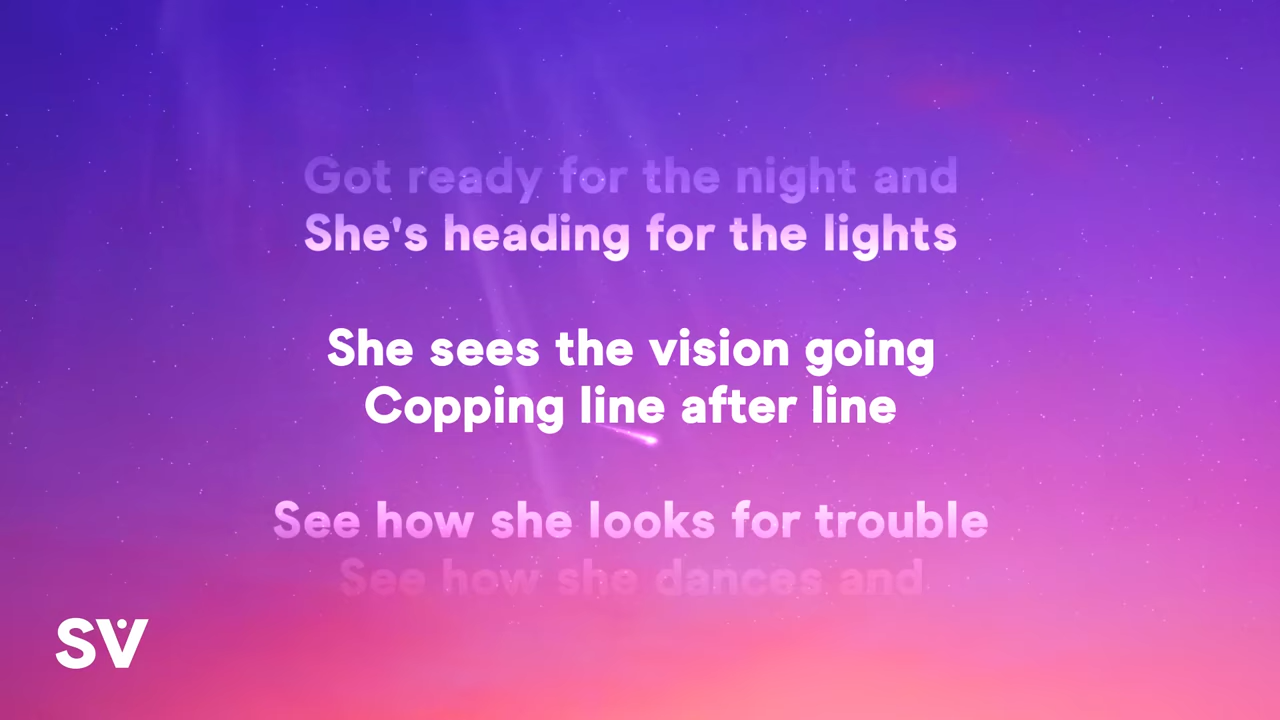 Got ready for the night and
She's heading for the lights
She sees the vision going
Copping line after line
See how she looks for trouble
See how she dances and
SV